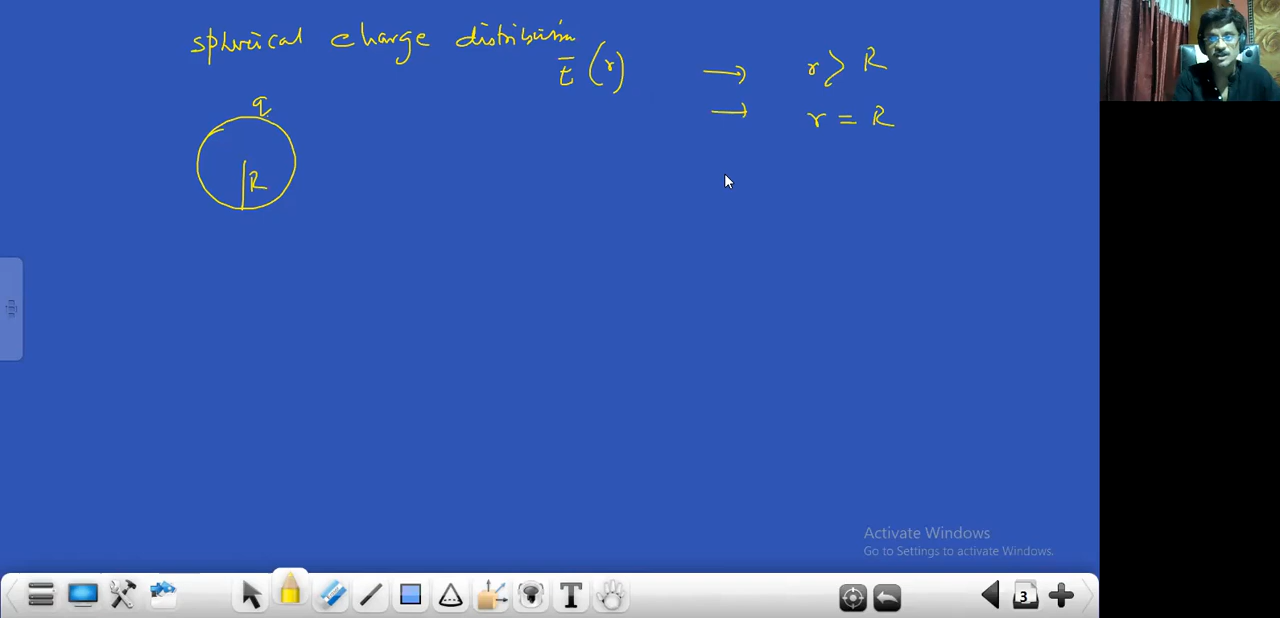 spherical charge distribution
E̅ (r) → r > R
→ r = R
q
R
Activate Windows
Go to Settings to activate Windows.
3